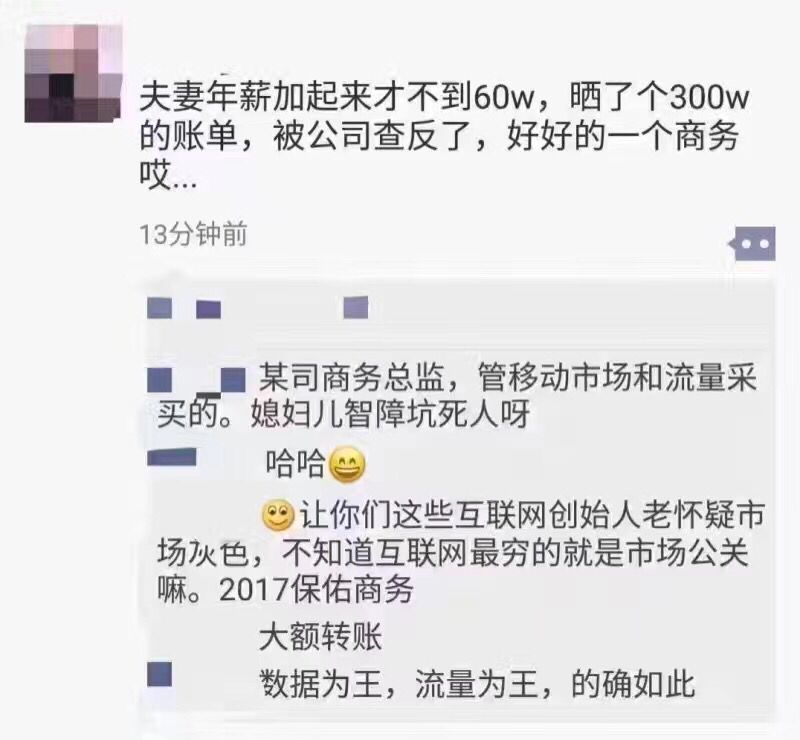 夫妻年薪加起来才不到60w，晒了个300w
的账单，被公司查反了，好好的一个商务
哎...
13分钟前
某司商务总监，管移动市场和流量采
买的。媳妇儿智障坑死人呀
哈哈
让你们这些互联网创始人老怀疑市
场灰色，不知道互联网最穷的就是市场公关
嘛。2017保佑商务
大额转账
数据为王，流量为王，的确如此